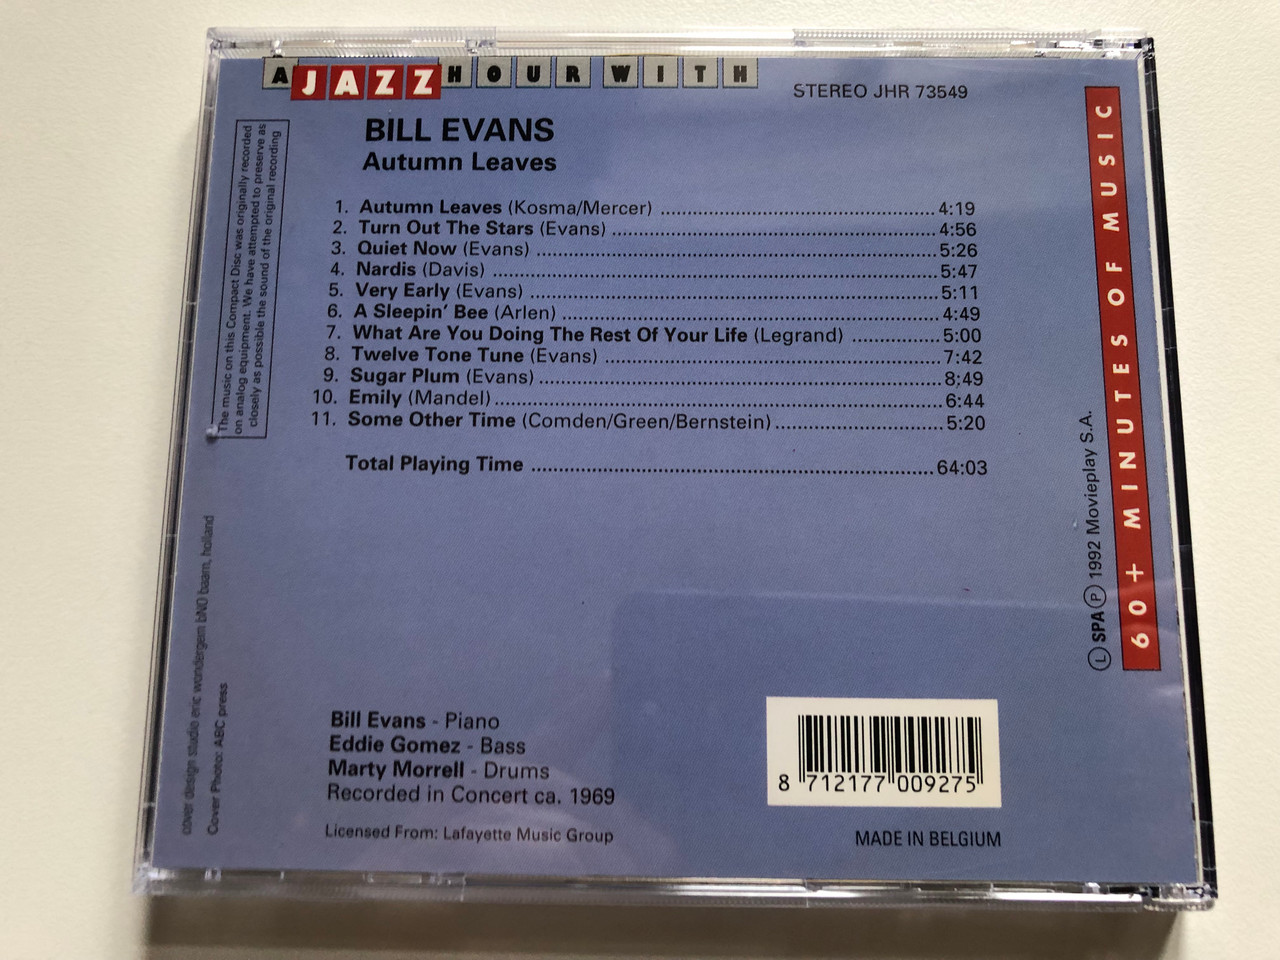 A JAZZ HOUR WITH
STEREO JHR 73549
BILL EVANS
Autumn Leaves
1. Autumn Leaves (Kosma/Mercer) 4:19
2. Turn Out The Stars (Evans) 4:56
3. Quiet Now (Evans) 5:26
4. Nardis (Davis) 5:47
5. Very Early (Evans) 5:11
6. A Sleepin' Bee (Arlen) 4:49
7. What Are You Doing The Rest Of Your Life (Legrand) 5:00
8. Twelve Tone Tune (Evans) 7:42
9. Sugar Plum (Evans) 8;49
10. Emily (Mandel) 6:44
11. Some Other Time (Comden/Green/Bernstein) 5:20
Total Playing Time 64:03
The music on this Compact Disc was originally recorded
on analog equipment. We have attempted to preserve as
closely as possible the sound of the original recording
cover design studio eric wondergem bNO baarn, holland
Cover Photo: ABC press
60+ MINUTES OF MUSIC
L SPA P 1992 Movieplay S.A.
Bill Evans - Piano
Eddie Gomez - Bass
Marty Morrell - Drums
Recorded in Concert ca. 1969
Licensed From: Lafayette Music Group
8 712177 009275
MADE IN BELGIUM